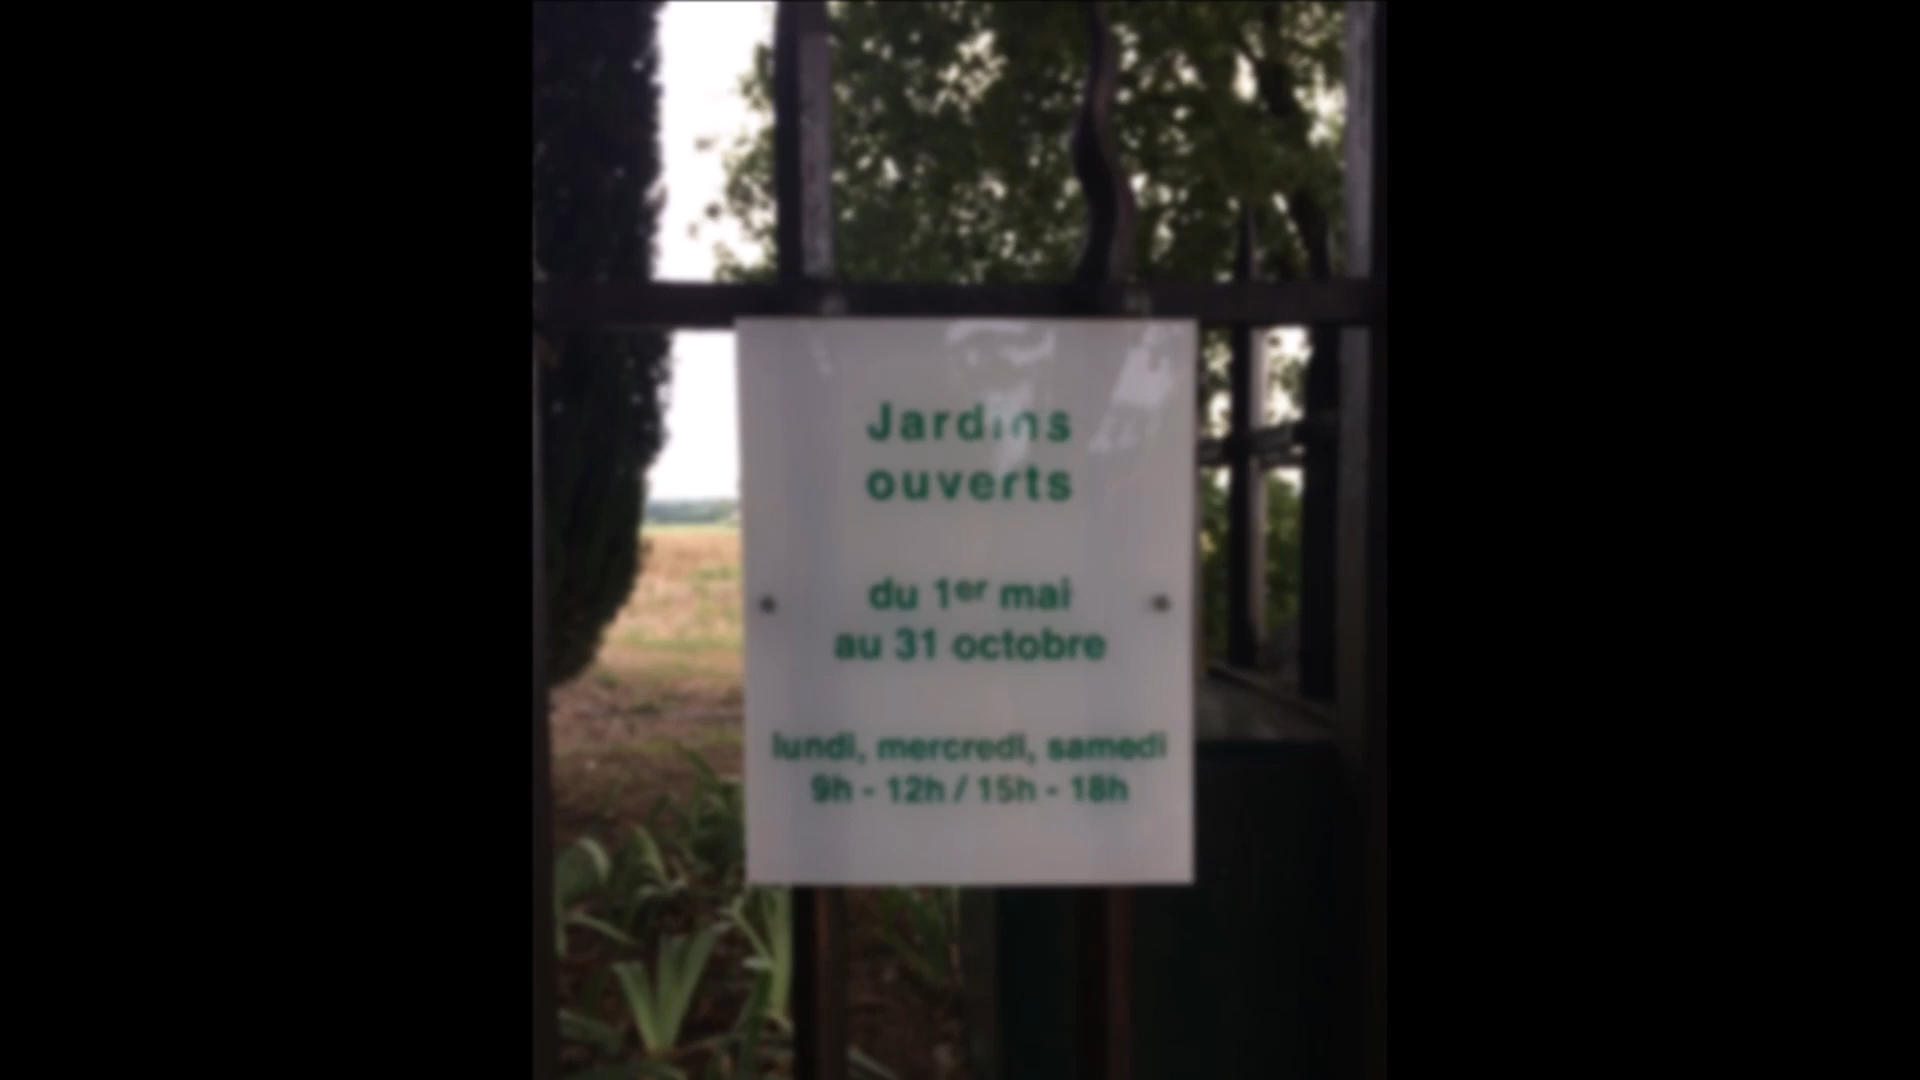 Jardins
ouverts
du 1er mai
au 31 octobre
lundi, mercredi, samedi
9h - 12h / 15h - 18h